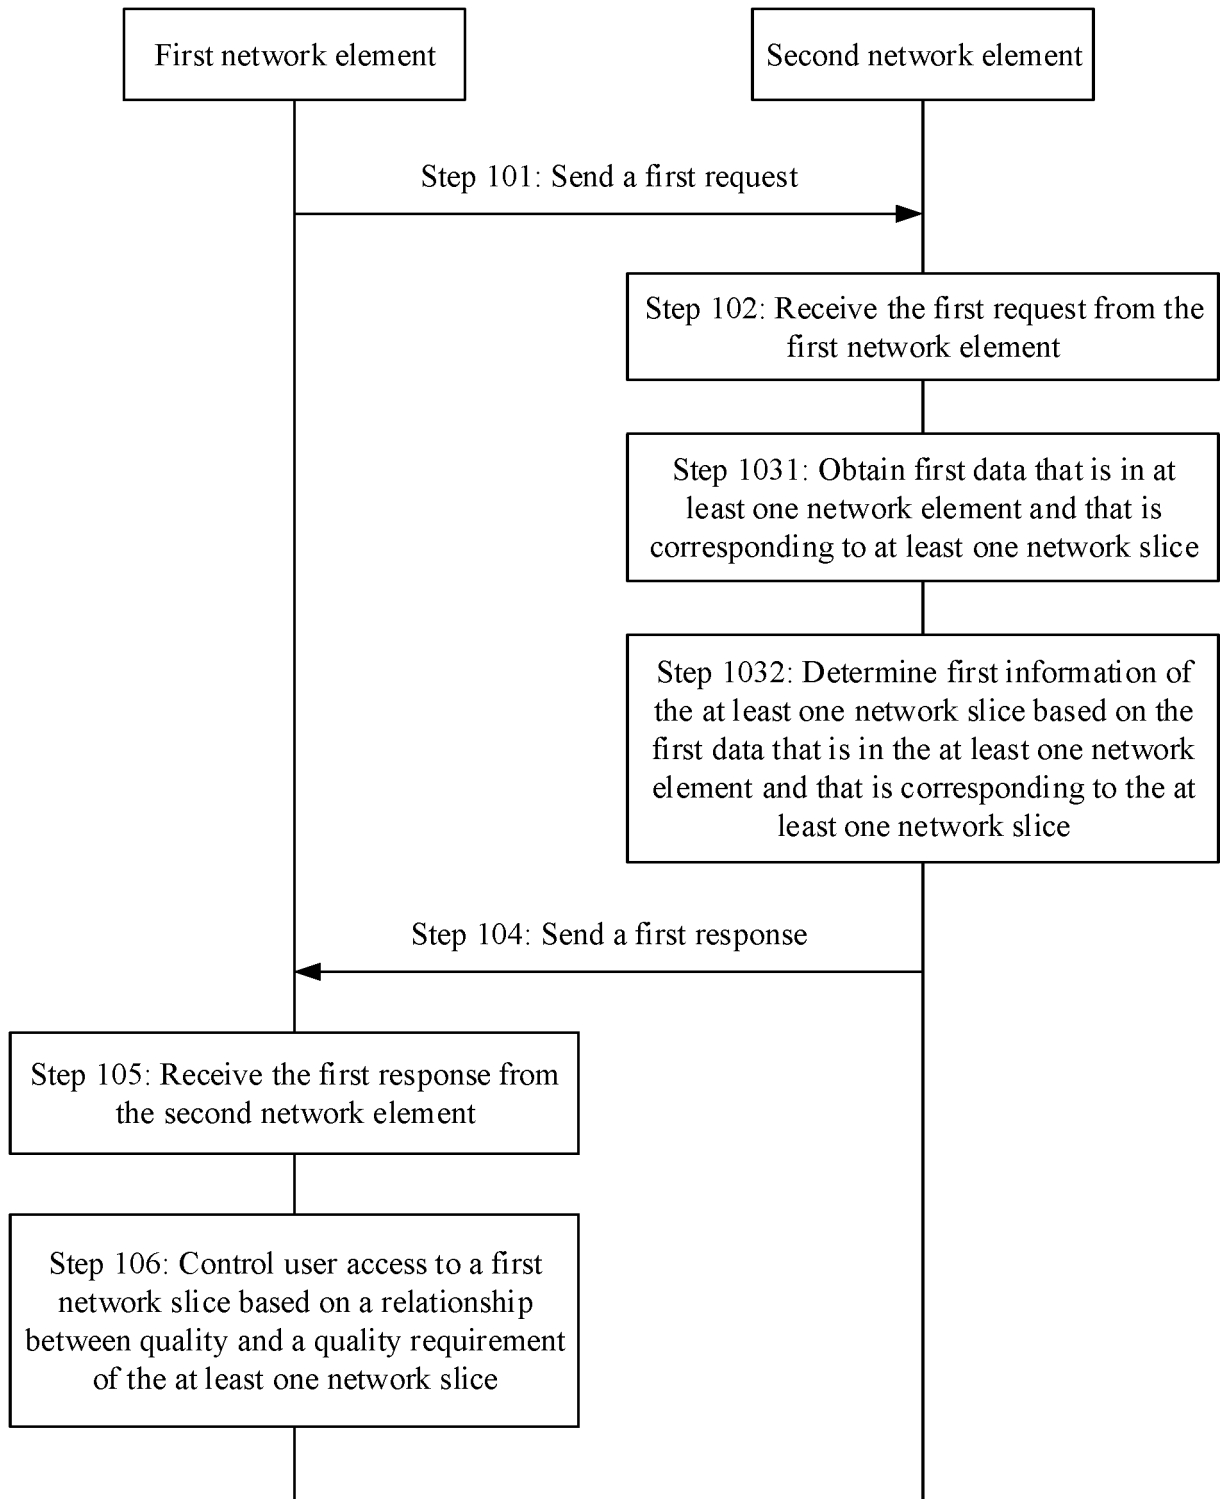 First network element
Second network element
Step 101: Send a first request
Step 102: Receive the first request from the
first network element
Step 1031: Obtain first data that is in at
least one network element and that is
corresponding to at least one network slice
Step 1032: Determine first information of
the at least one network slice based on the
first data that is in the at least one network
element and that is corresponding to the at
least one network slice
Step 104: Send a first response
Step 105: Receive the first response from
the second network element
Step 106: Control user access to a first
network slice based on a relationship
between quality and a quality requirement
of the at least one network slice